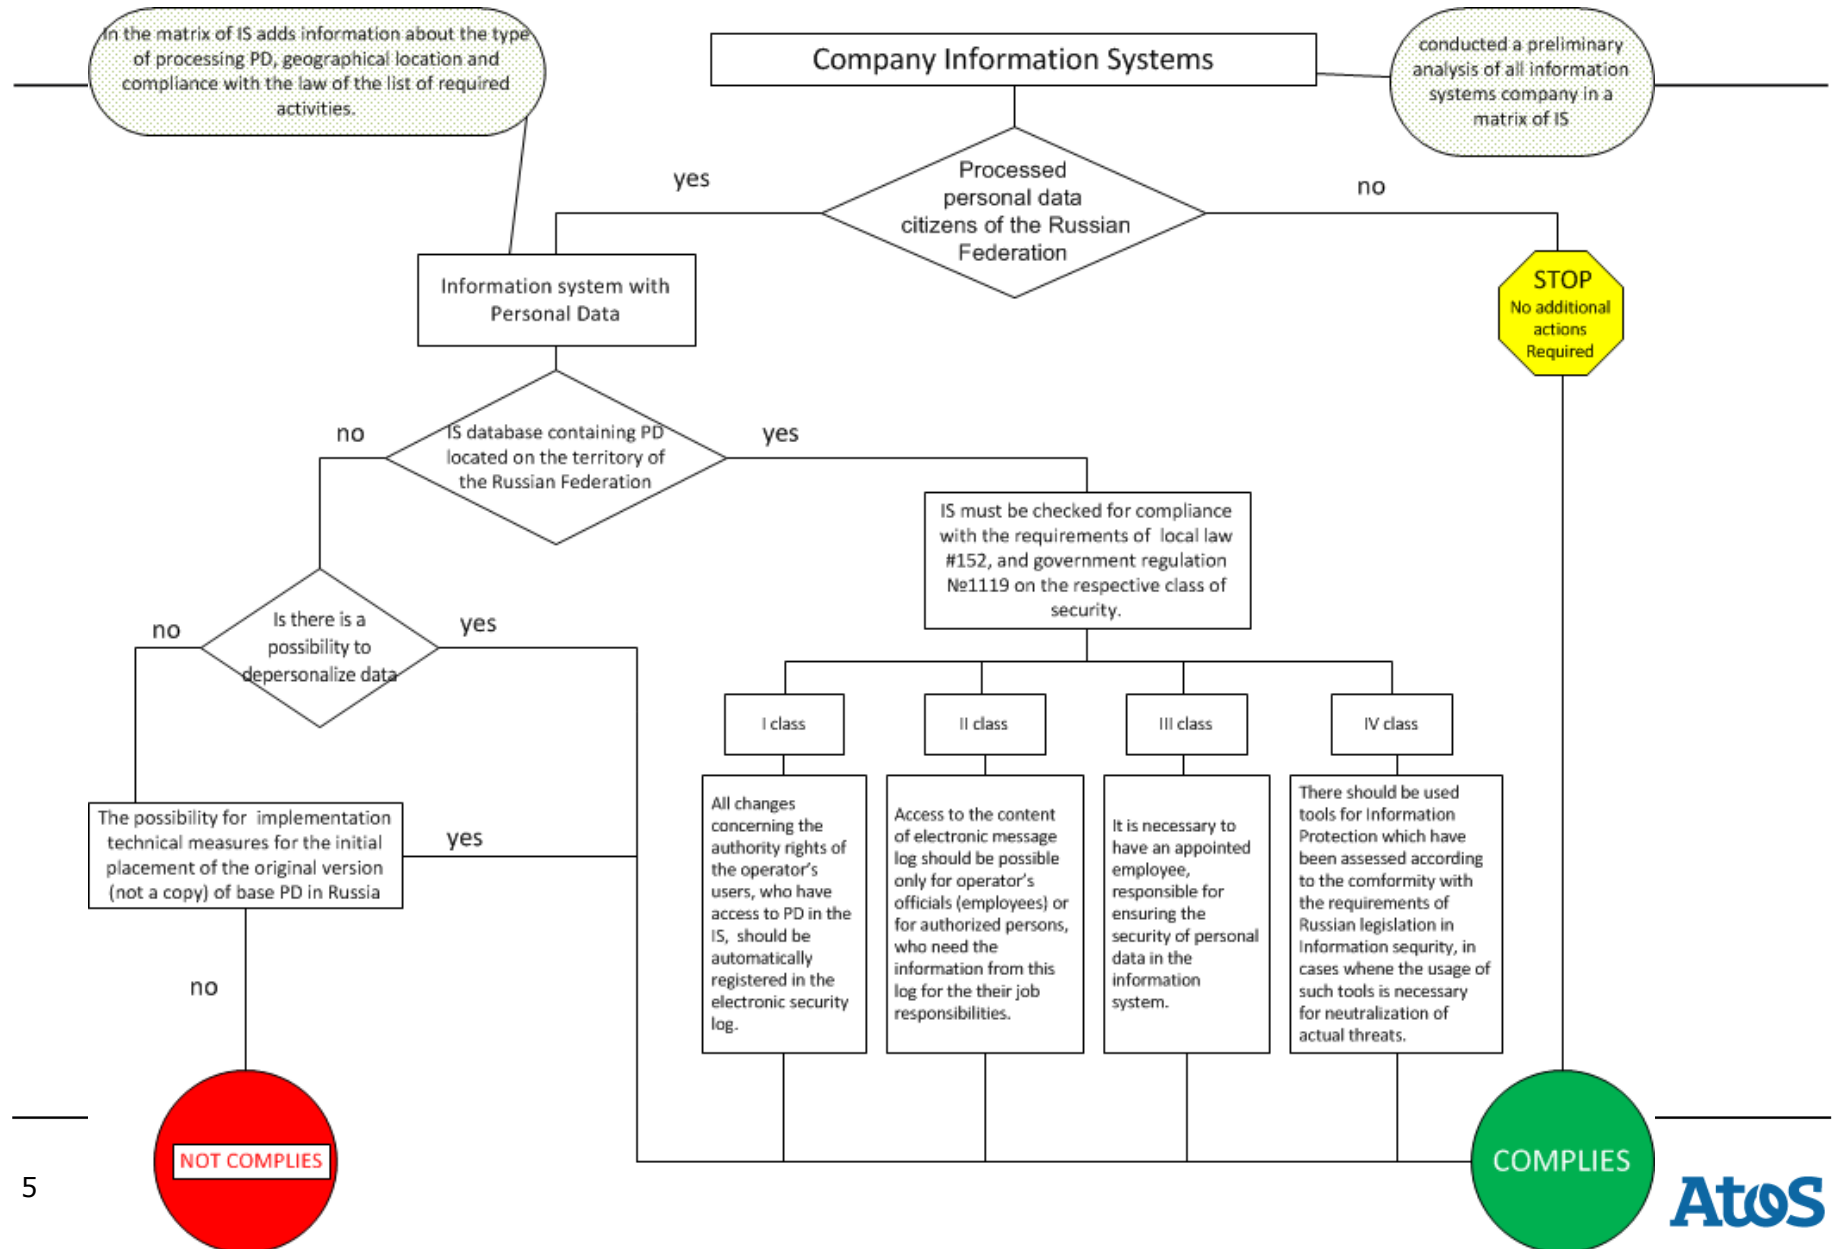 In the matrix of IS adds information about the type
of processing PD, geographical location and
compliance with the law of the list of required
activities.
Company Information Systems
conducted a preliminary
analysis of all information
systems company in a
matrix of IS
Processed
personal data
citizens of the Russian
Federation
yes
no
Information system with
Personal Data
STOP
No additional
actions
Required
IS database containing PD
located on the territory of
the Russian Federation
no
yes
IS must be checked for compliance
with the requirements of local law
#152, and government regulation
№1119 on the respective class of
security.
Is there is a
possibility to
depersonalize data
no
yes
I class
II class
III class
IV class
The possibility for implementation
technical measures for the initial
placement of the original version
(not a copy) of base PD in Russia
yes
no
All changes
concerning the
authority rights of
the operator's
users, who have
access to PD in the
IS, should be
automatically
registered in the
electronic security
log.
Access to the content
of electronic message
log should be possible
only for operator's
officials (employees) or
for authorized persons,
who need the
information from this
log for the their job
responsibilities.
It is necessary to
have an appointed
employee,
responsible for
ensuring the
security of personal
data in the
information
system.
There should be used
tools for Information
Protection which have
been assessed according
to the comformity with
the requirements of
Russian legislation in
Information sequrity, in
cases whene the usage of
such tools is necessary
for neutralization of
actual threats.
NOT COMPLIES
COMPLIES
5
Atos